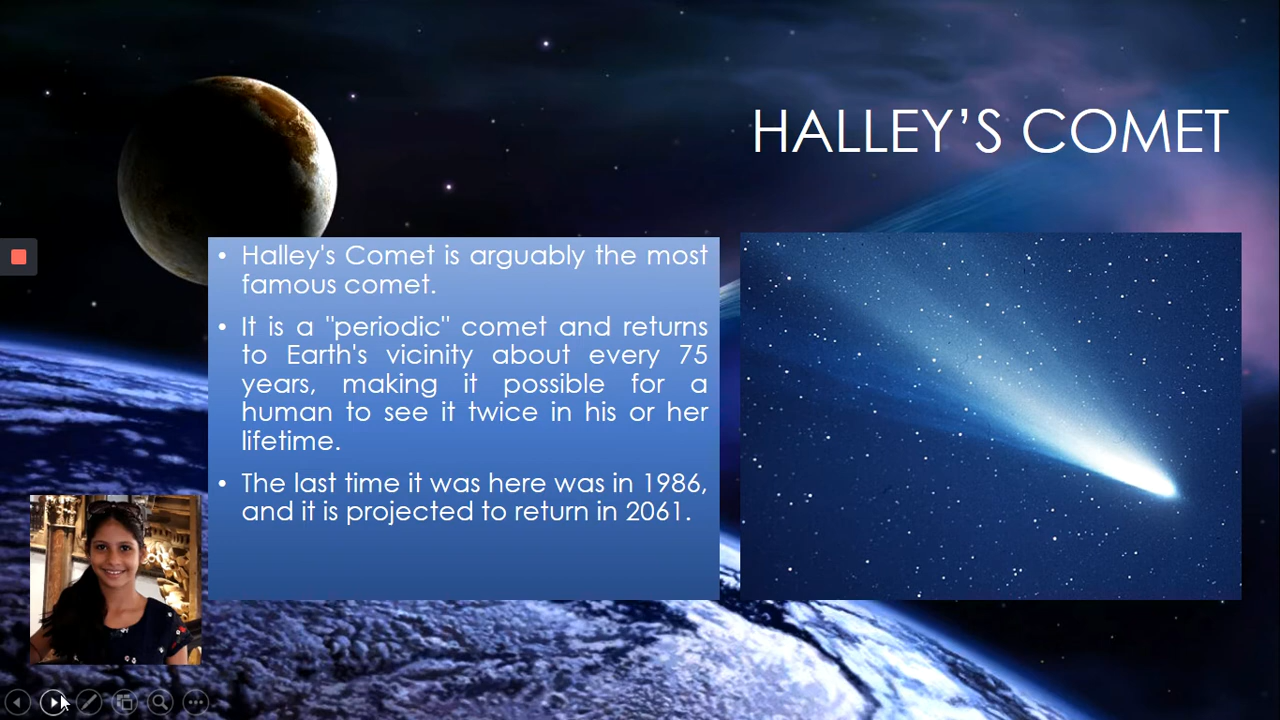 HALLEY’S COMET
• Halley's Comet is arguably the most
famous comet.
• It is a "periodic" comet and returns
to Earth's vicinity about every 75
years, making it possible for a
human to see it twice in his or her
lifetime.
• The last time it was here was in 1986,
and it is projected to return in 2061.